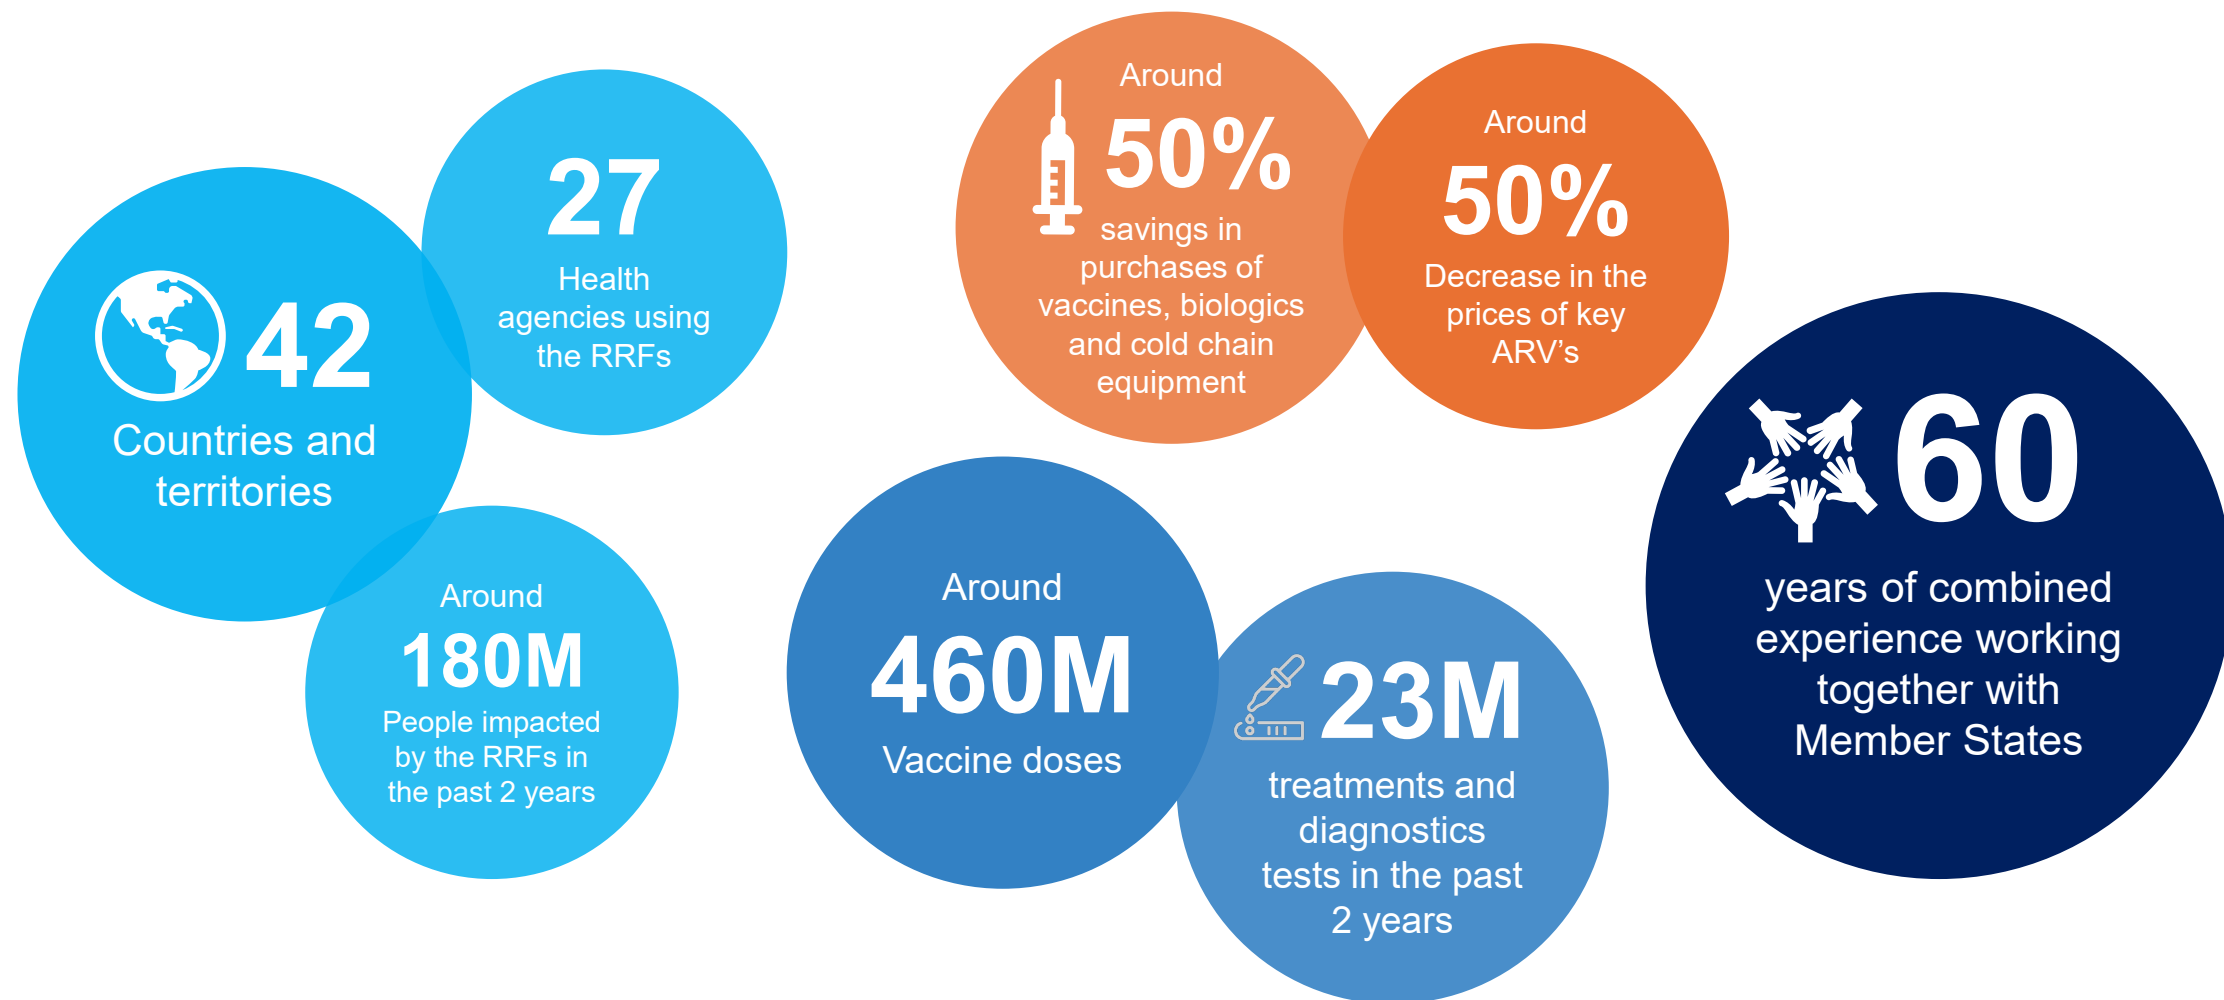 42
Countries and
territories
27
Health
agencies using
the RRFs
Around
180M
People impacted
by the RRFs in
the past 2 years
Around
50%
savings in
purchases of
vaccines, biologics
and cold chain
equipment
Around
50%
Decrease in the
prices of key
ARV’s
Around
460M
Vaccine doses
23M
treatments and
diagnostics
tests in the past
2 years
60
years of combined
experience working
together with
Member States